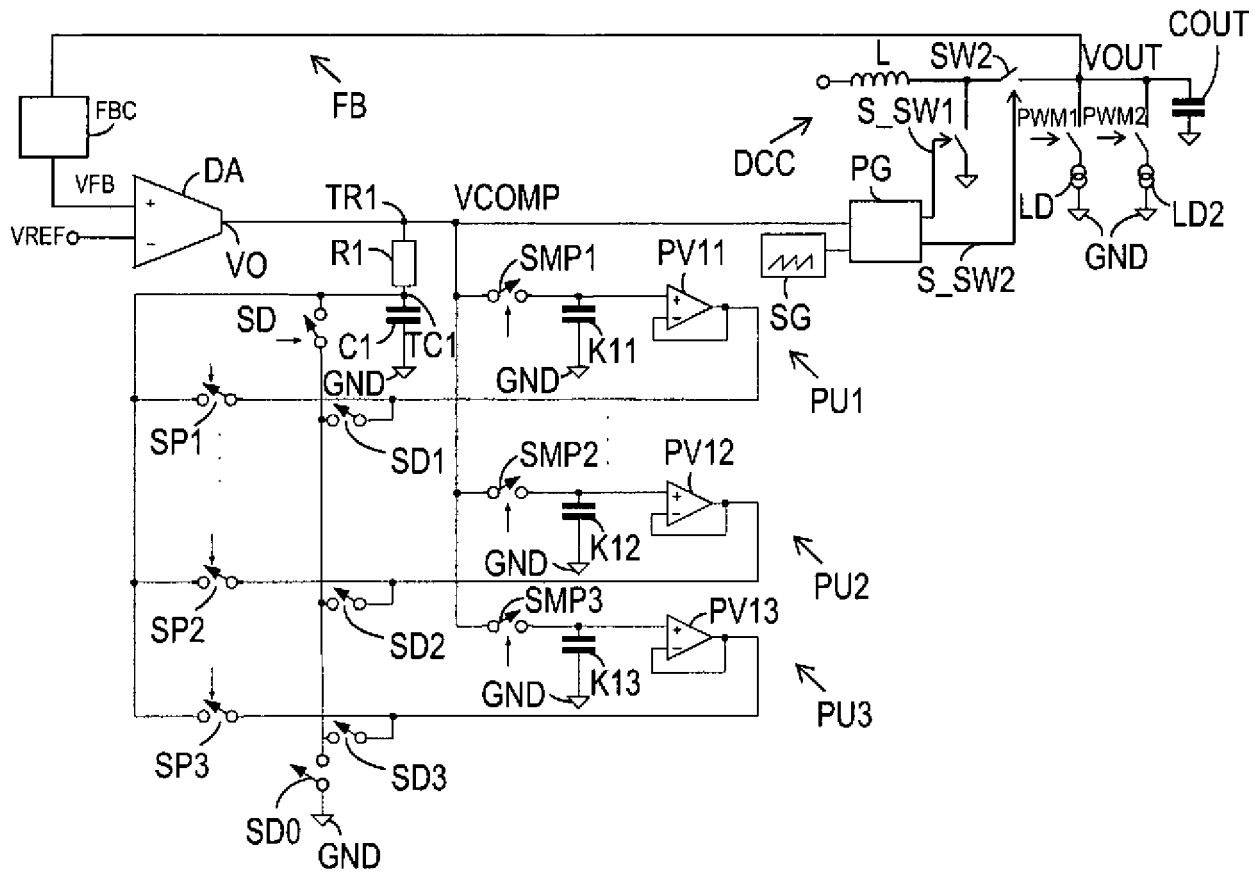 COUT
L
SW2
VOUT
FB
FBC
S_SW1
PWM1
PWM2
DCC
PG
VFB
DA
TR1
VCOMP
LD
LD2
VREF
+
−
VO
R1
SMP1
PV11
SG
S_SW2
GND
SD
C1
TC1
K11
+
−
GND
GND
PU1
SP1
SD1
SMP2
PV12
+
−
K12
GND
PU2
SP2
SD2
SMP3
PV13
+
−
K13
GND
PU3
SP3
SD3
SD0
GND